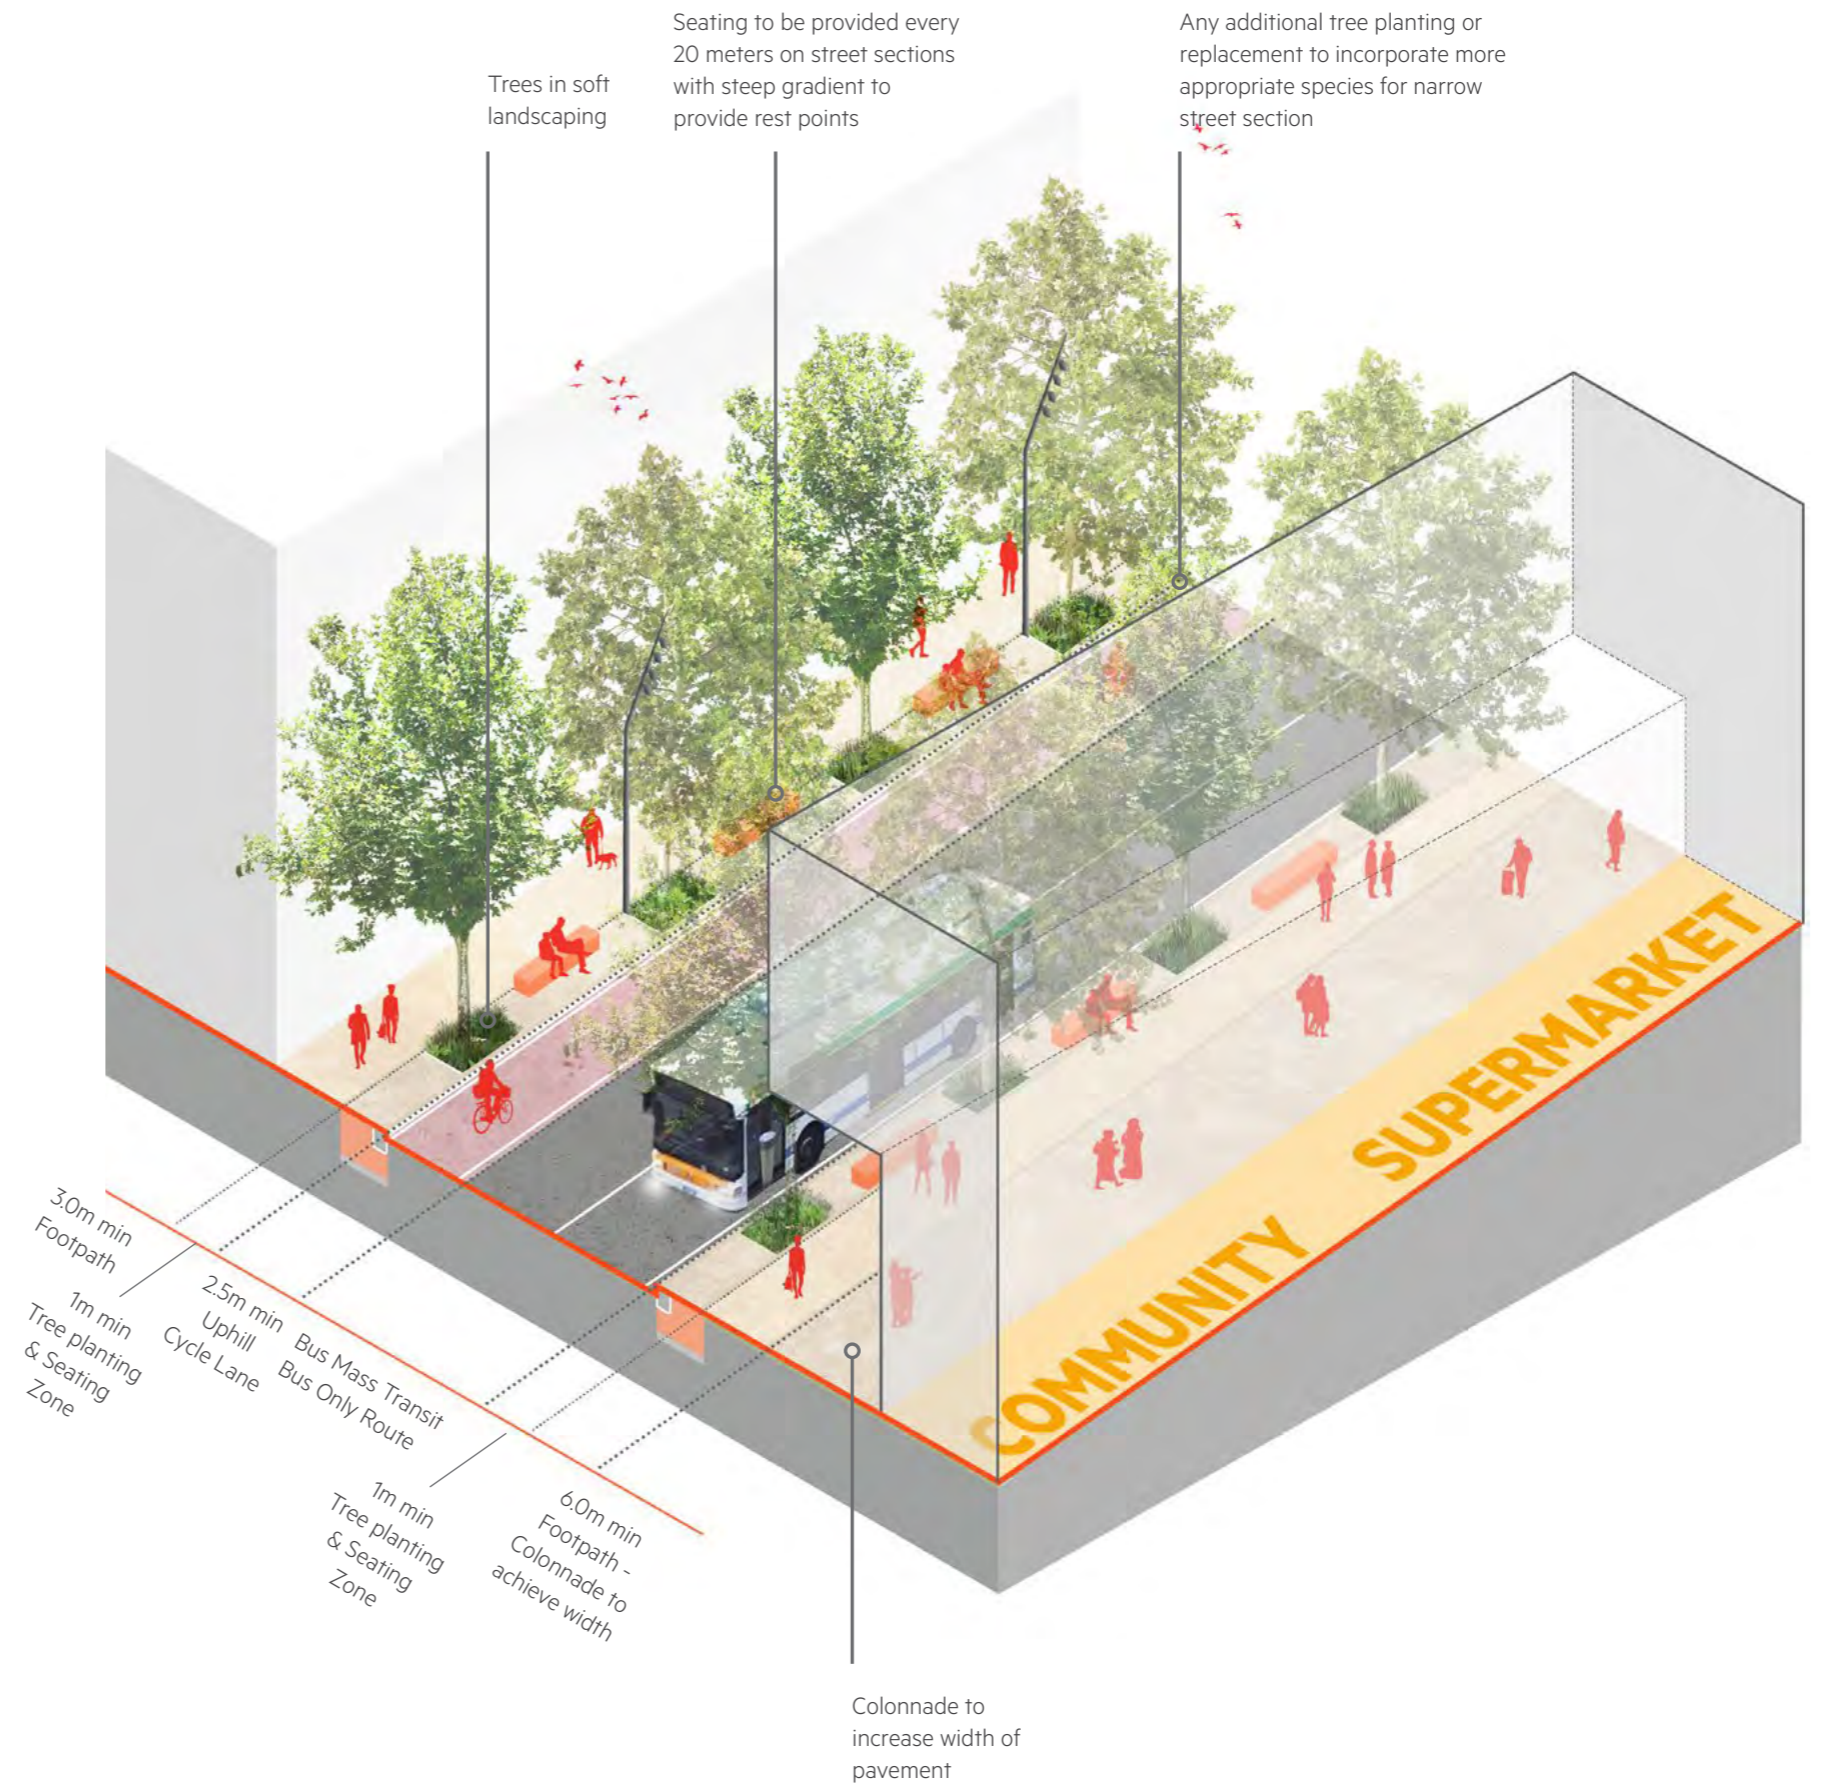 Trees in soft
landscaping
Seating to be provided every
20 meters on street sections
with steep gradient to
provide rest points
Any additional tree planting or
replacement to incorporate more
appropriate species for narrow
street section
COMMUNITY SUPERMARKET
3.0m min
Footpath
1m min
Tree planting
& Seating
Zone
2.5m min
Uphill
Cycle Lane
Bus Mass Transit
Bus Only Route
1m min
Tree planting
& Seating
Zone
6.0m min
Footpath -
Colonnade to
achieve width
Colonnade to
increase width of
pavement